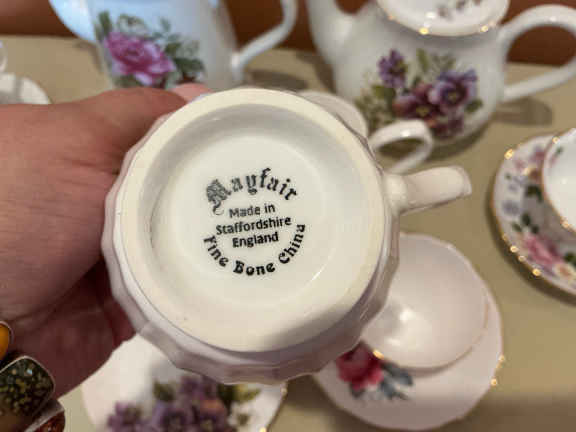 Mayfair
Made in
Staffordshire
England
Fine Bone China